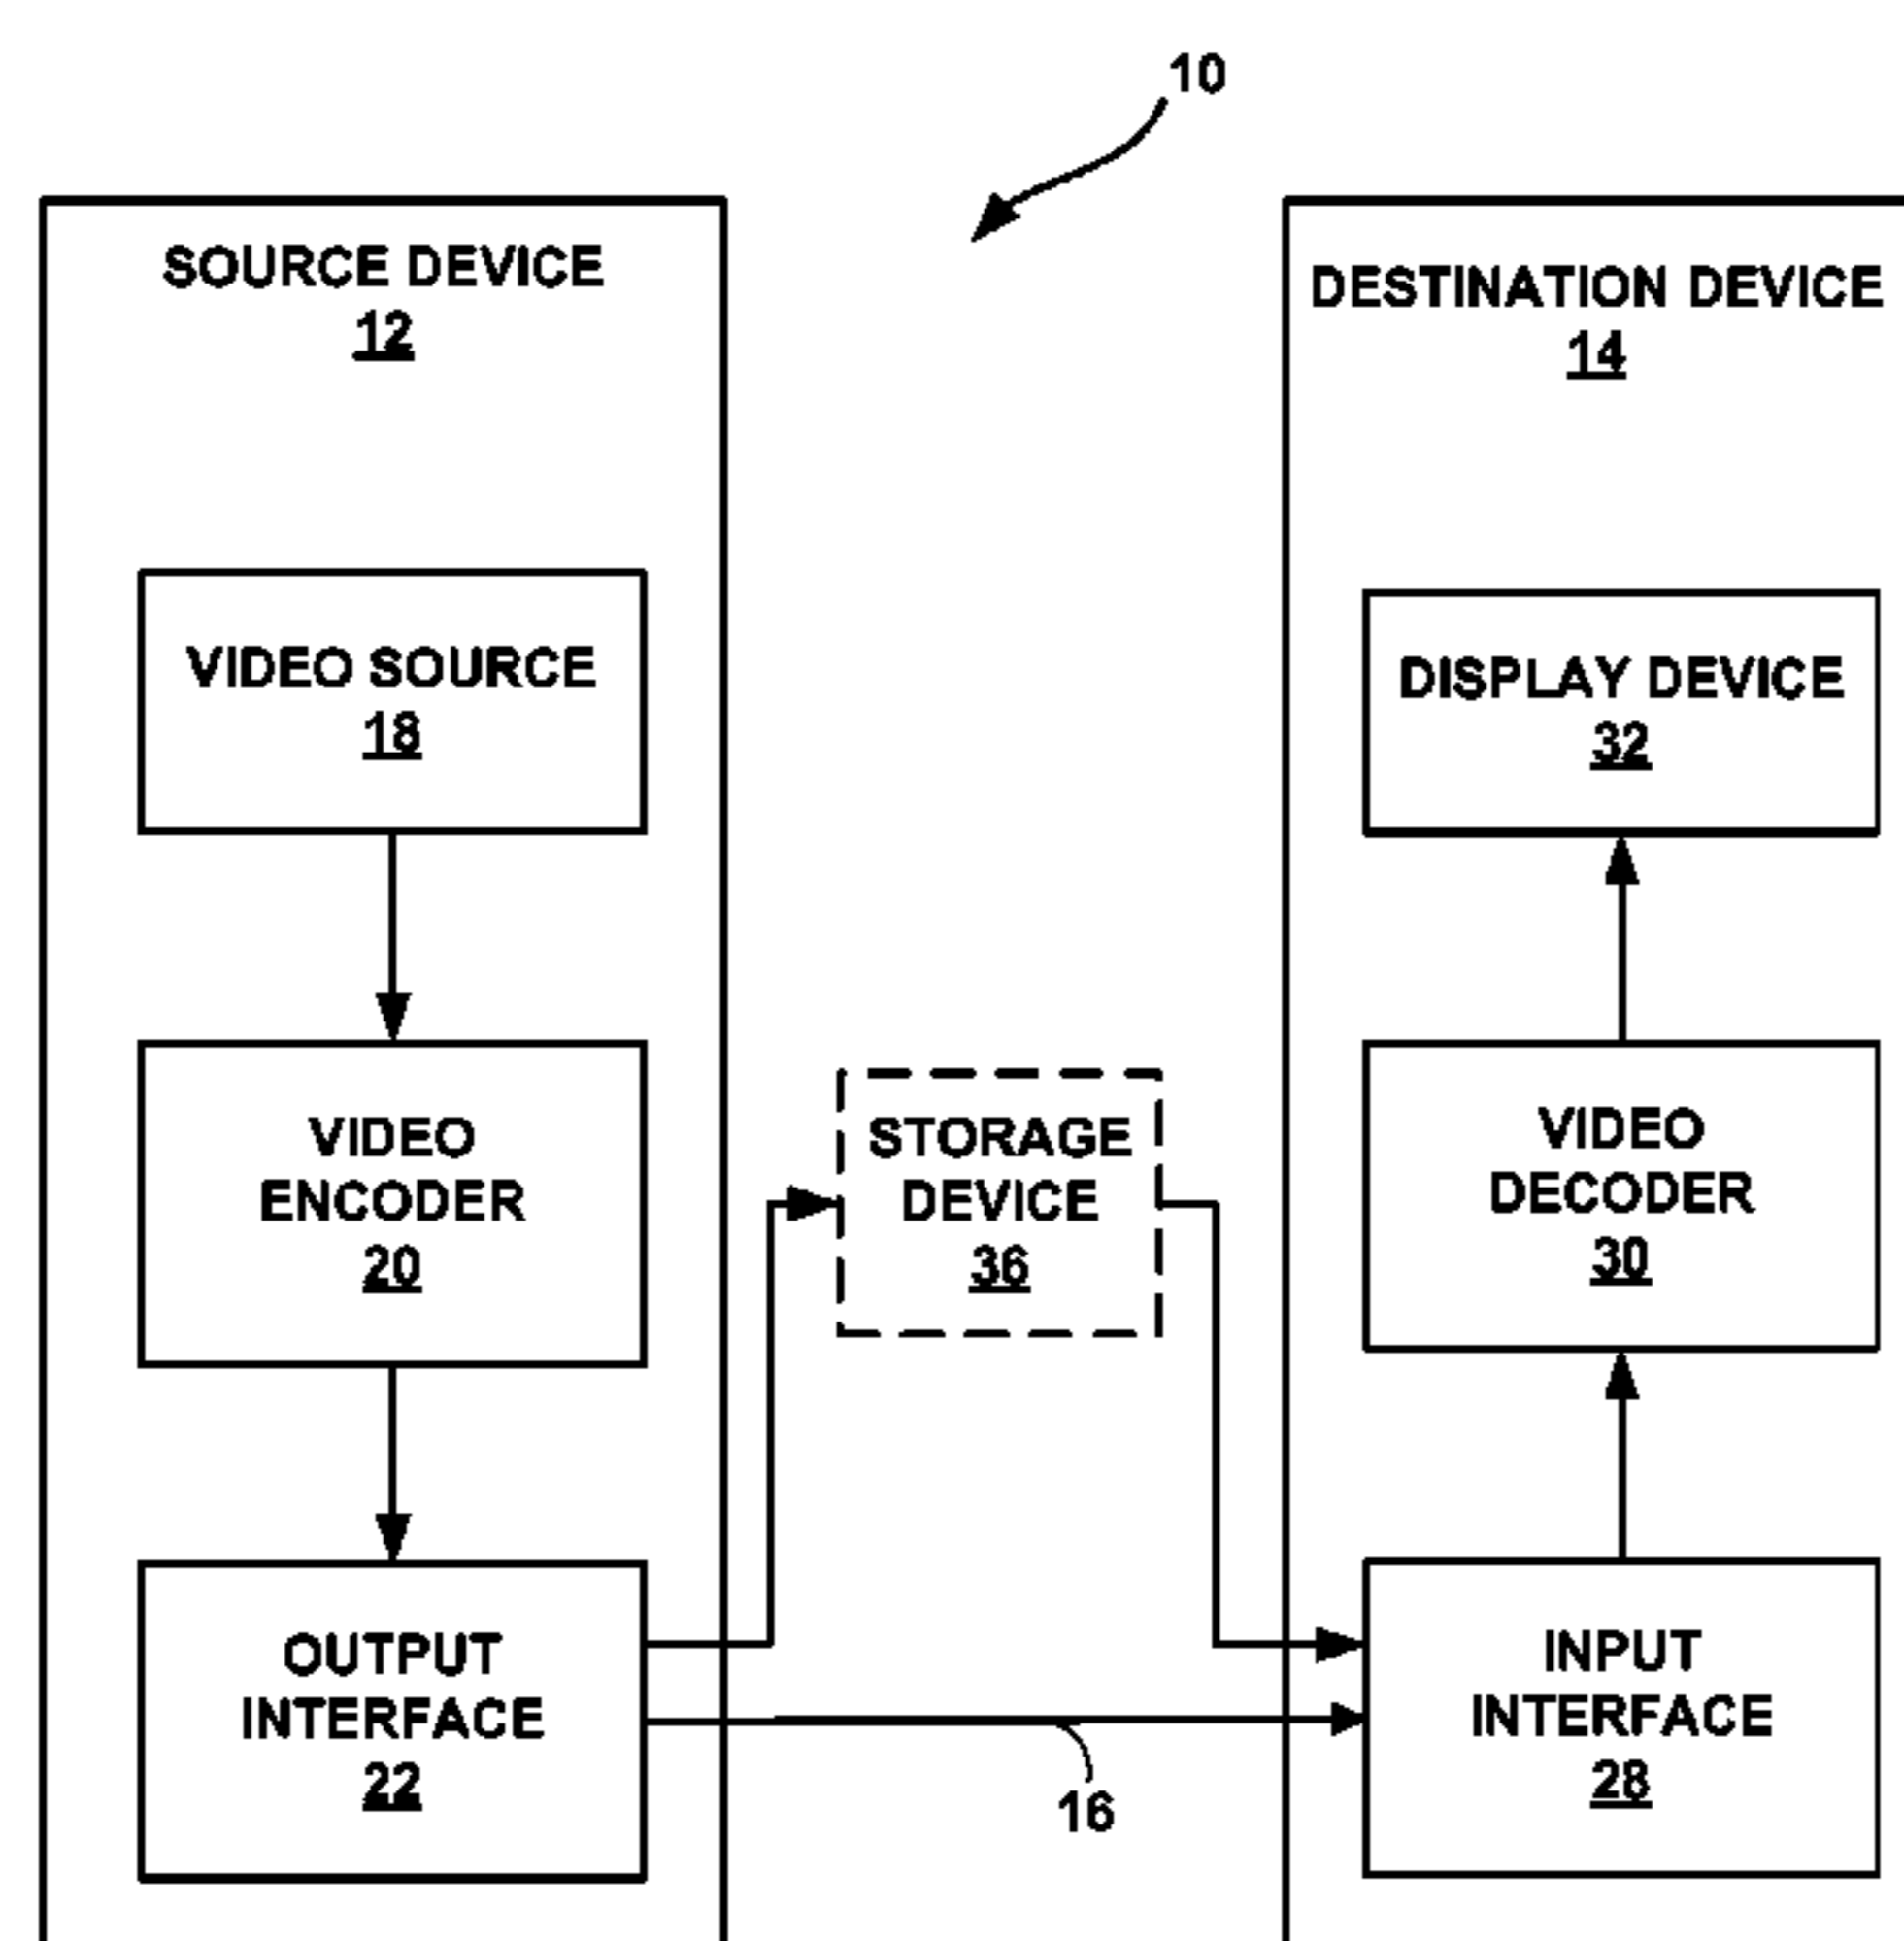 10
SOURCE DEVICE
12
VIDEO SOURCE
18
VIDEO
ENCODER
20
OUTPUT
INTERFACE
22
STORAGE
DEVICE
36
16
DESTINATION DEVICE
14
DISPLAY DEVICE
32
VIDEO
DECODER
30
INPUT
INTERFACE
28